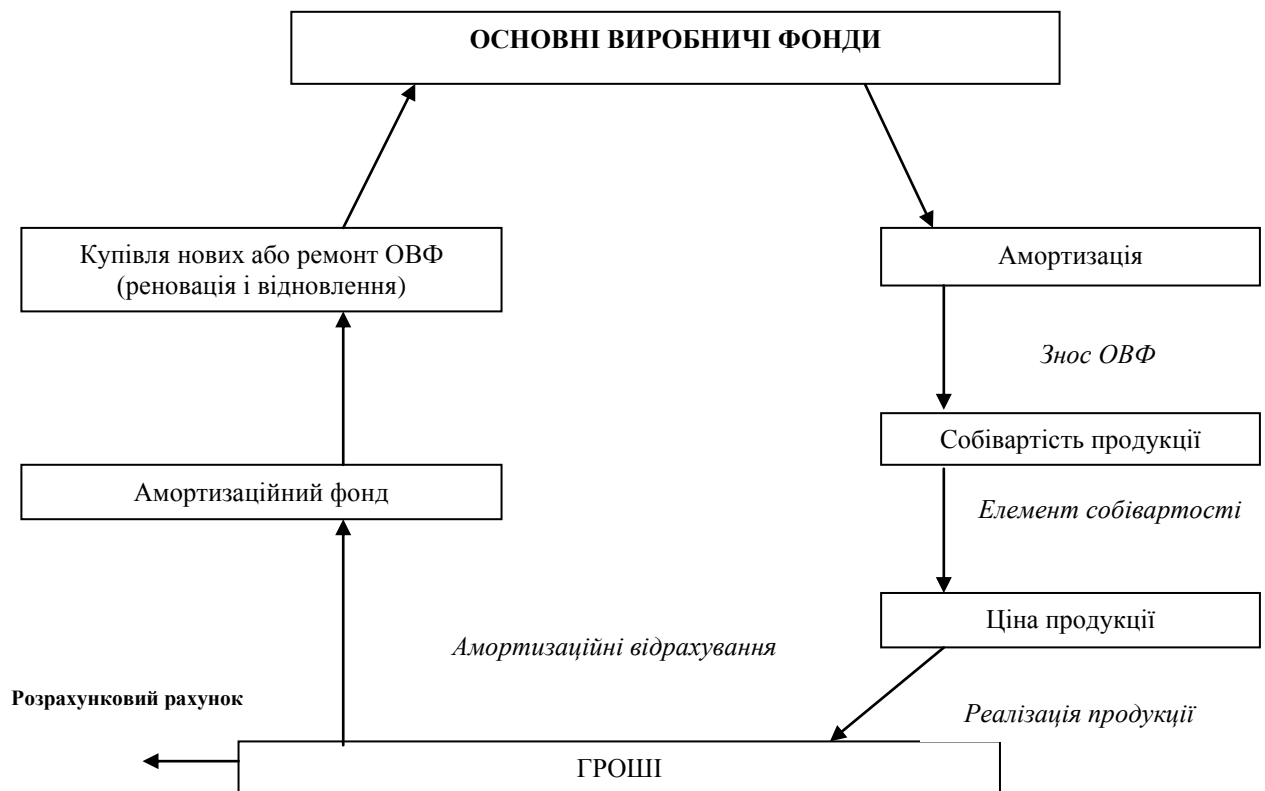 ОСНОВНІ ВИРОБНИЧІ ФОНДИ
Купівля нових або ремонт ОВФ
(реновація і відновлення)
Амортизація
Знос ОВФ
Собівартість продукції
Амортизаційний фонд
Елемент собівартості
Ціна продукції
Амортизаційні відрахування
Розрахунковий рахунок
Реалізація продукції
ГРОШІ